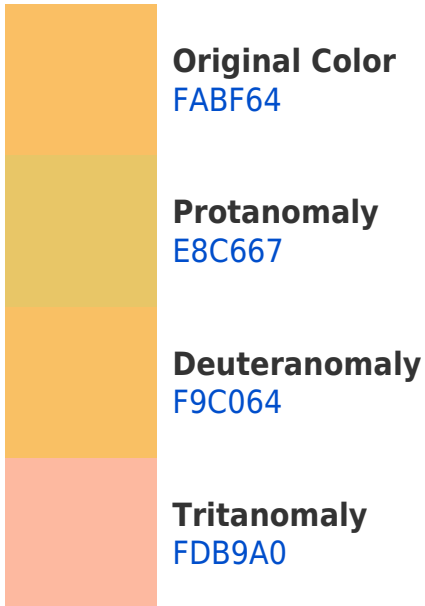 Original Color
FABF64
Protanomaly
E8C667
Deuteranomaly
F9C064
Tritanomaly
FDB9A0